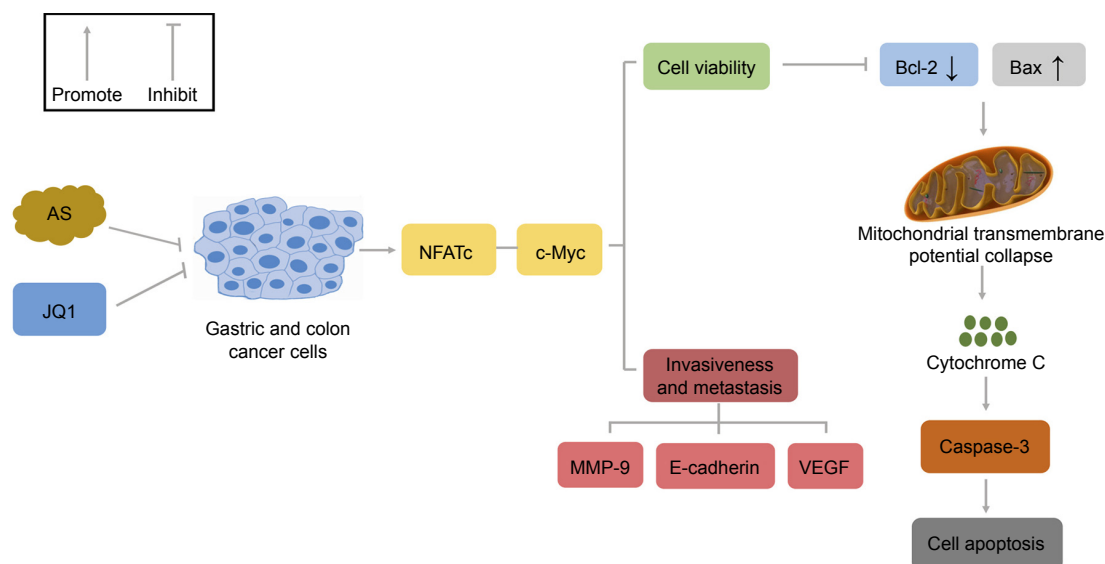 Promote
Inhibit
AS
JQ1
Gastric and colon
cancer cells
NFATc
c-Myc
Cell viability
Bcl-2 ↓
Bax ↑
Mitochondrial transmembrane
potential collapse
Cytochrome C
Caspase-3
Cell apoptosis
Invasiveness
and metastasis
MMP-9
E-cadherin
VEGF